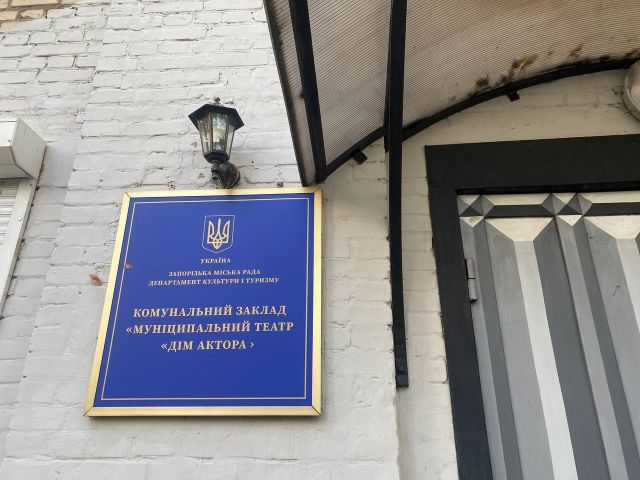 УКРАЇНА
ЗАПОРІЗЬКА МІСЬКА РАДА
ДЕПАРТАМЕНТ КУЛЬТУРИ І ТУРИЗМУ
КОМУНАЛЬНИЙ ЗАКЛАД
«МУНІЦИПАЛЬНИЙ ТЕАТР
«ДІМ АКТОРА›